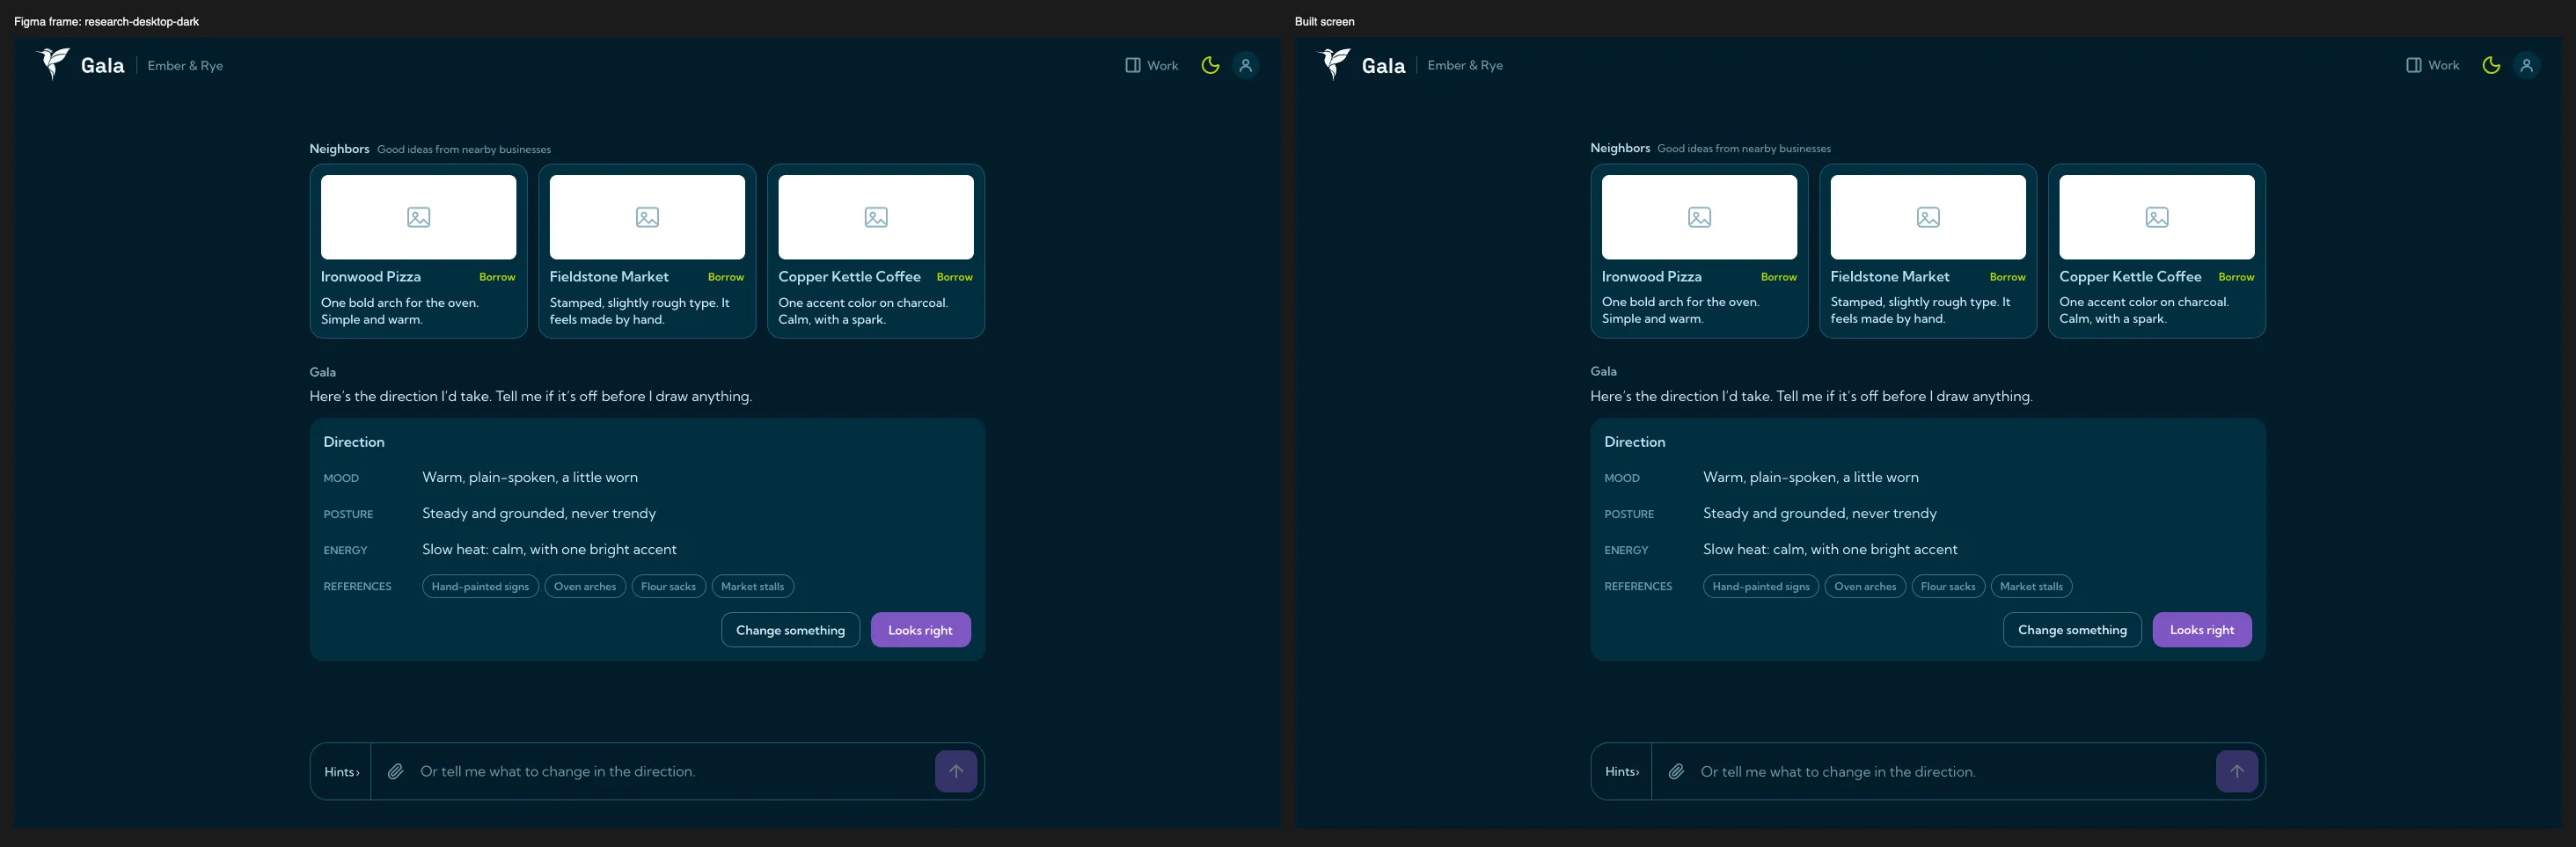 Figma frame: research-desktop-dark
Gala
Ember & Rye
Work
Neighbors Good ideas from nearby businesses
Ironwood Pizza
Borrow
One bold arch for the oven.
Simple and warm.
Fieldstone Market
Borrow
Stamped, slightly rough type. It
feels made by hand.
Copper Kettle Coffee
Borrow
One accent color on charcoal.
Calm, with a spark.
Gala
Here's the direction I'd take. Tell me if it's off before I draw anything.
Direction
MOOD
Warm, plain-spoken, a little worn
POSTURE
Steady and grounded, never trendy
ENERGY
Slow heat: calm, with one bright accent
REFERENCES
Hand-painted signs
Oven arches
Flour sacks
Market stalls
Change something
Looks right
Hints›
Or tell me what to change in the direction.
Built screen
Gala
Ember & Rye
Work
Neighbors Good ideas from nearby businesses
Ironwood Pizza
Borrow
One bold arch for the oven.
Simple and warm.
Fieldstone Market
Borrow
Stamped, slightly rough type. It
feels made by hand.
Copper Kettle Coffee
Borrow
One accent color on charcoal.
Calm, with a spark.
Gala
Here's the direction I'd take. Tell me if it's off before I draw anything.
Direction
MOOD
Warm, plain-spoken, a little worn
POSTURE
Steady and grounded, never trendy
ENERGY
Slow heat: calm, with one bright accent
REFERENCES
Hand-painted signs
Oven arches
Flour sacks
Market stalls
Change something
Looks right
Hints›
Or tell me what to change in the direction.